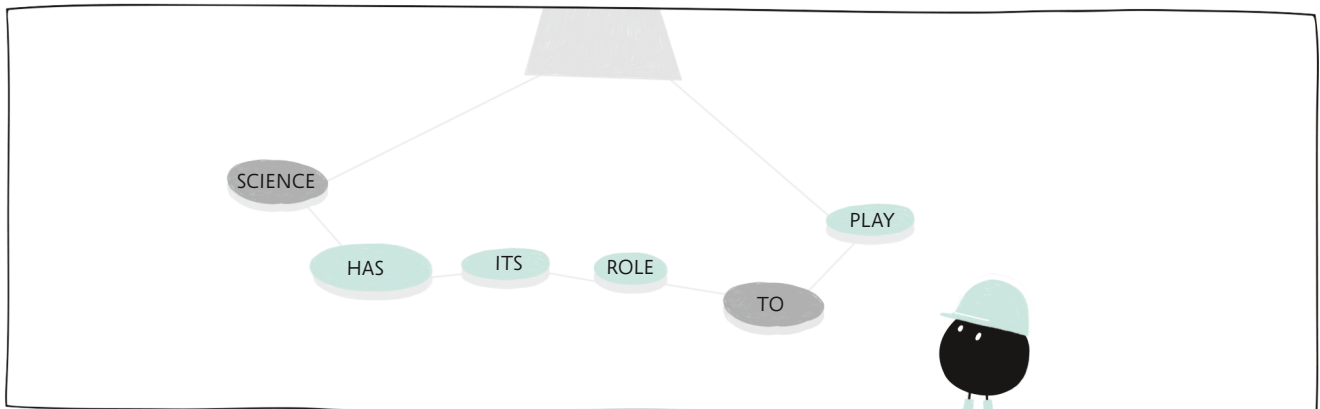 SCIENCE
HAS
ITS
ROLE
TO
PLAY